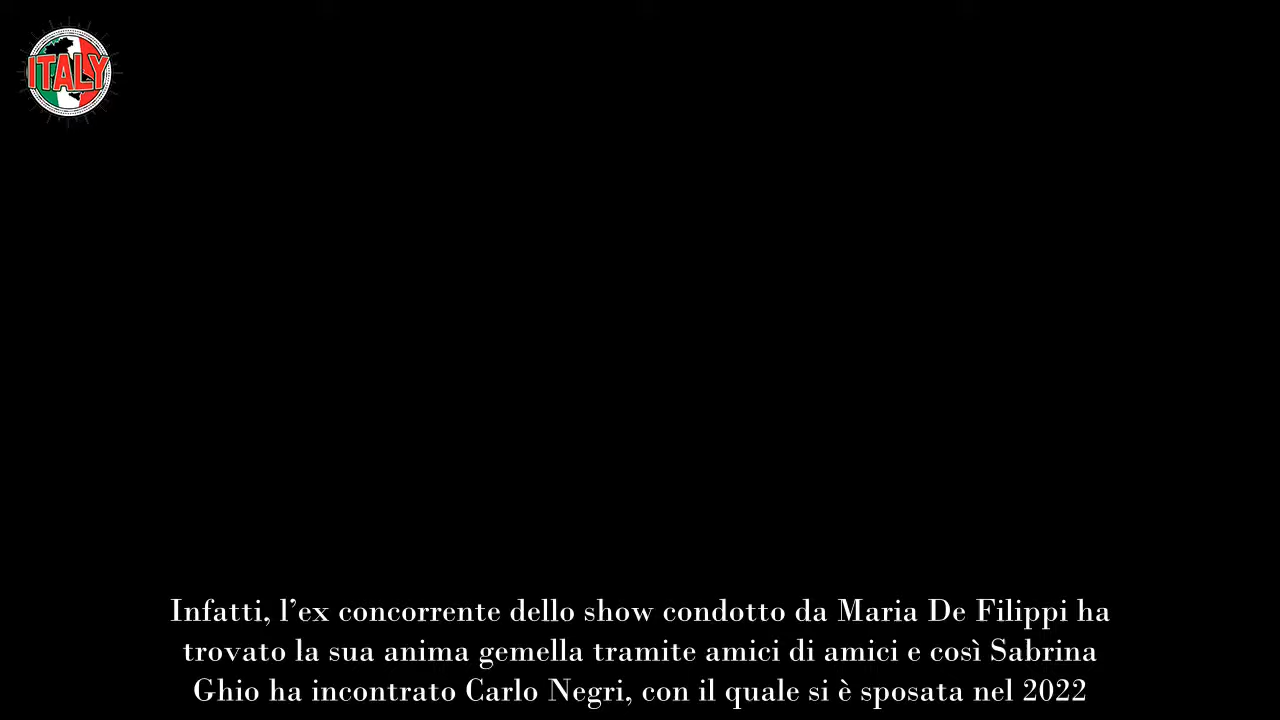 ITALY
Infatti, l’ex concorrente dello show condotto da Maria De Filippi ha
trovato la sua anima gemella tramite amici di amici e così Sabrina
Ghio ha incontrato Carlo Negri, con il quale si è sposata nel 2022